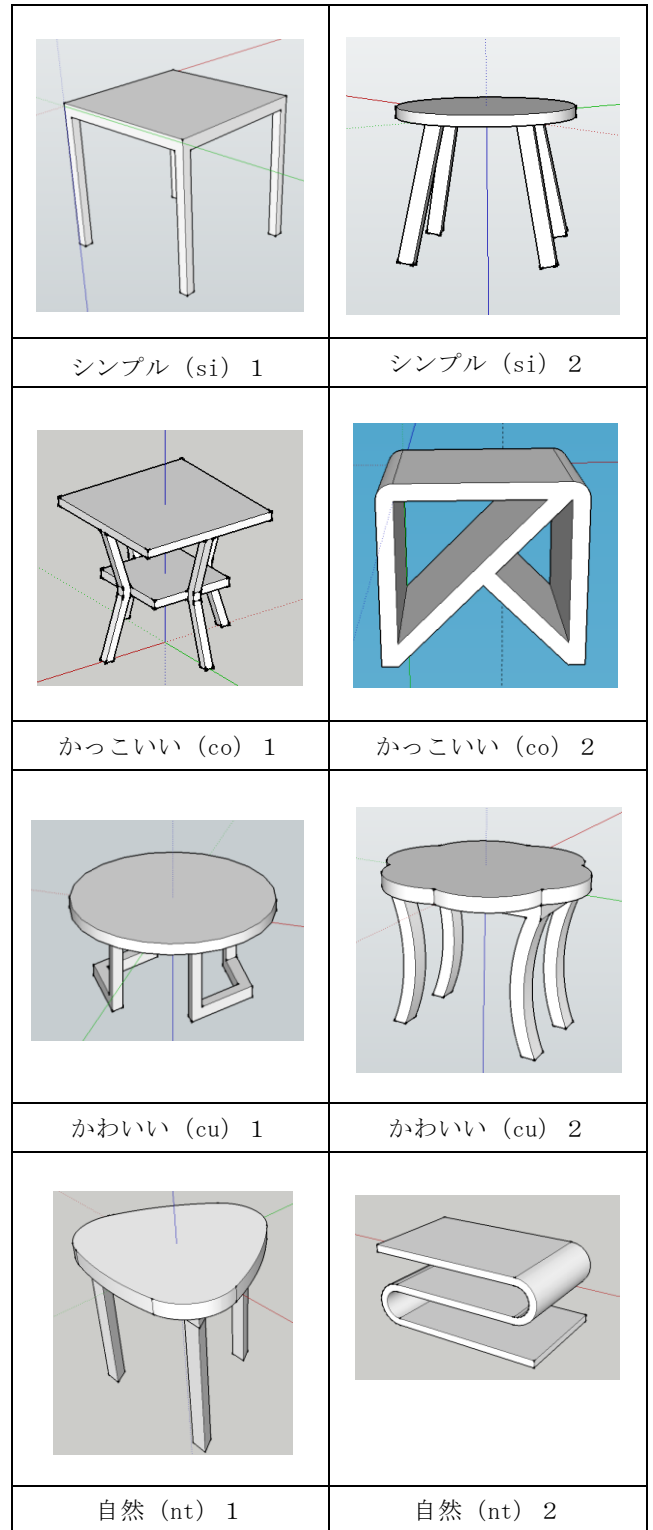 シンプル（si）１
シンプル（si）２
かっこいい（co）１
かっこいい（co）２
かわいい（cu）１
かわいい（cu）２
自然（nt）１
自然（nt）２